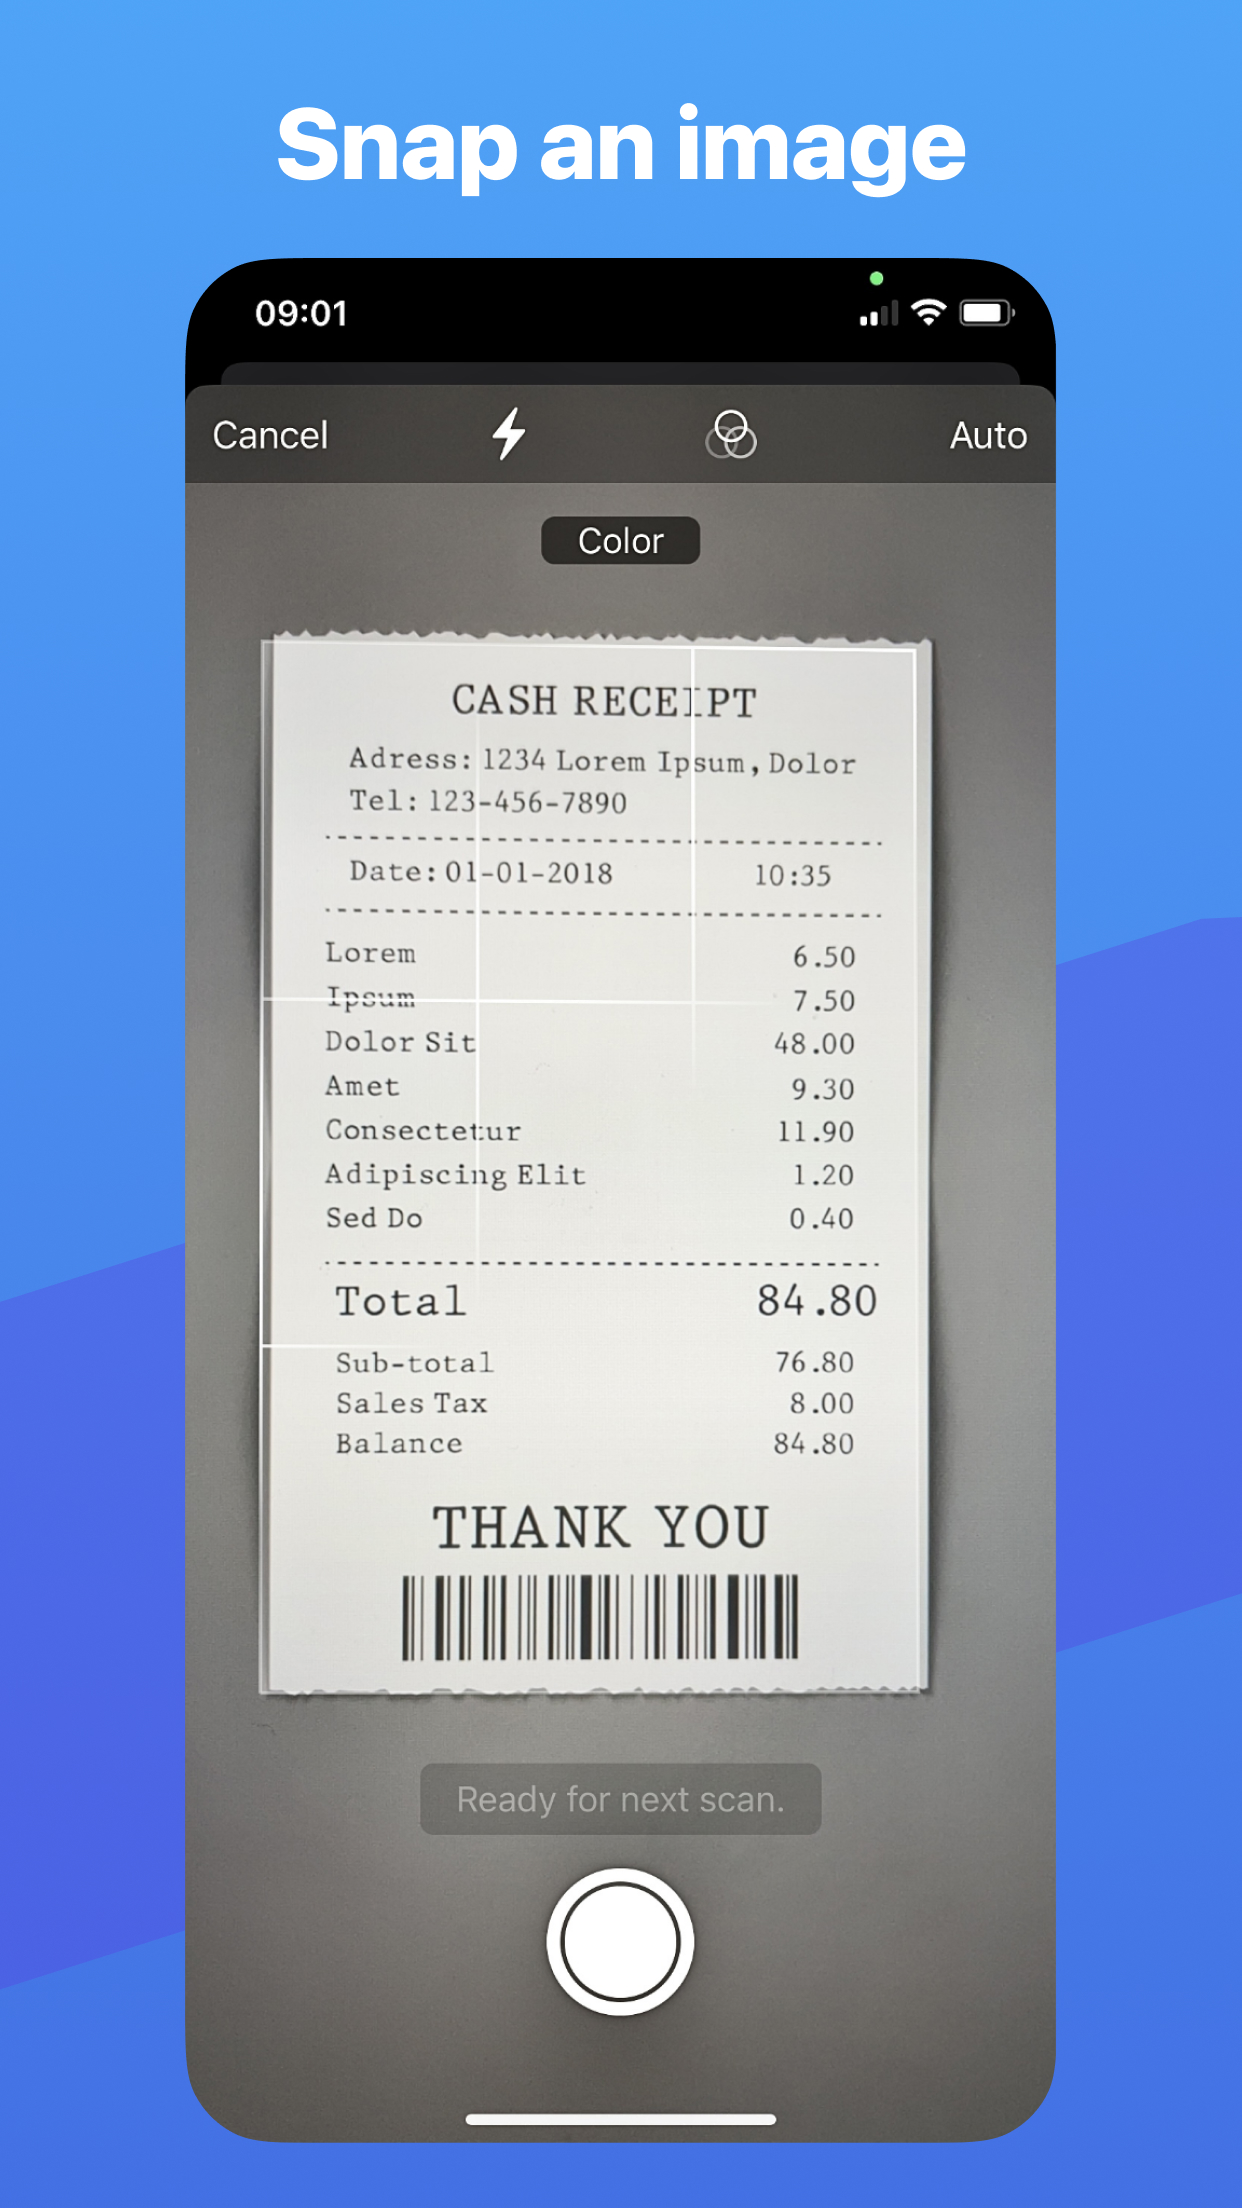 Snap an image
09:01
Cancel
Auto
Color
CASH RECEIPT
Adress: 1234 Lorem Ipsum, Dolor
Tel: 123-456-7890
Date: 01-01-2018 10:35
Lorem 6.50
Ipsum 7.50
Dolor Sit 48.00
Amet 9.30
Consectetur 11.90
Adipiscing Elit 1.20
Sed Do 0.40
Total 84.80
Sub-total 76.80
Sales Tax 8.00
Balance 84.80
THANK YOU
Ready for next scan.